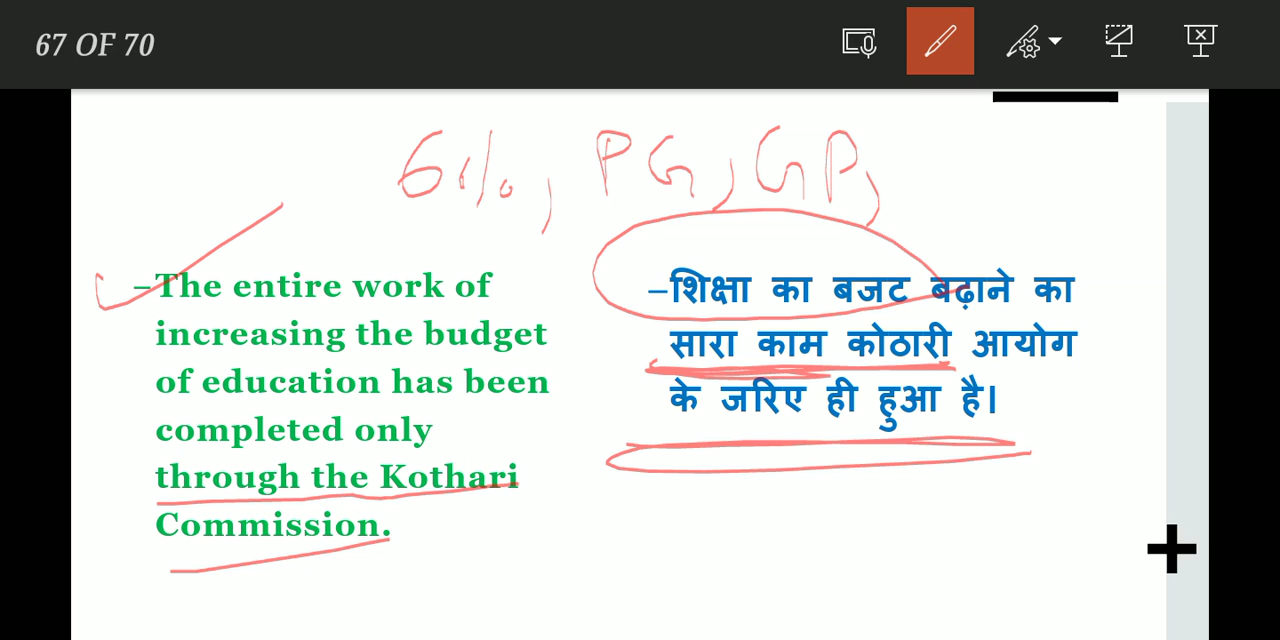 67 OF 70
6%, PG, GP,
–The entire work of
increasing the budget
of education has been
completed only
through the Kothari
Commission.
–शिक्षा का बजट बढ़ाने का
सारा काम कोठारी आयोग
के जरिए ही हुआ है।